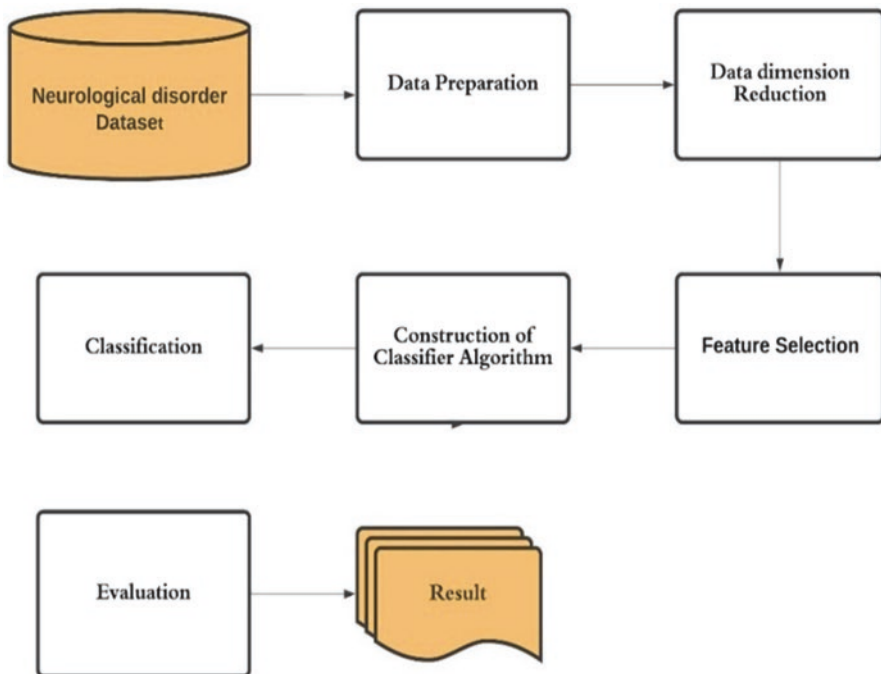 Neurological disorder
Dataset
Data Preparation
Data dimension
Reduction
Classification
Construction of
Classifier Algorithm
Feature Selection
Evaluation
Result